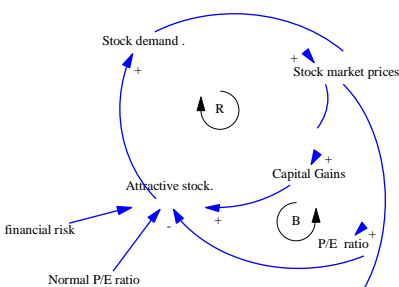 Stock demand .
+
+
Stock market prices
R
+
Capital Gains
Attractive stock.
-
+
B
+
financial risk
P/E ratio
Normal P/E ratio